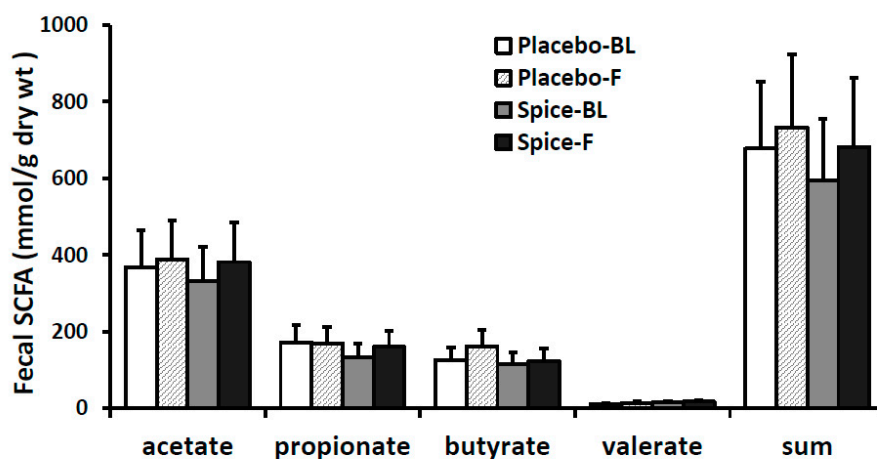 1000
800
600
400
200
0
Fecal SCFA (mmol/g dry wt )
Placebo-BL
Placebo-F
Spice-BL
Spice-F
acetate propionate butyrate valerate sum